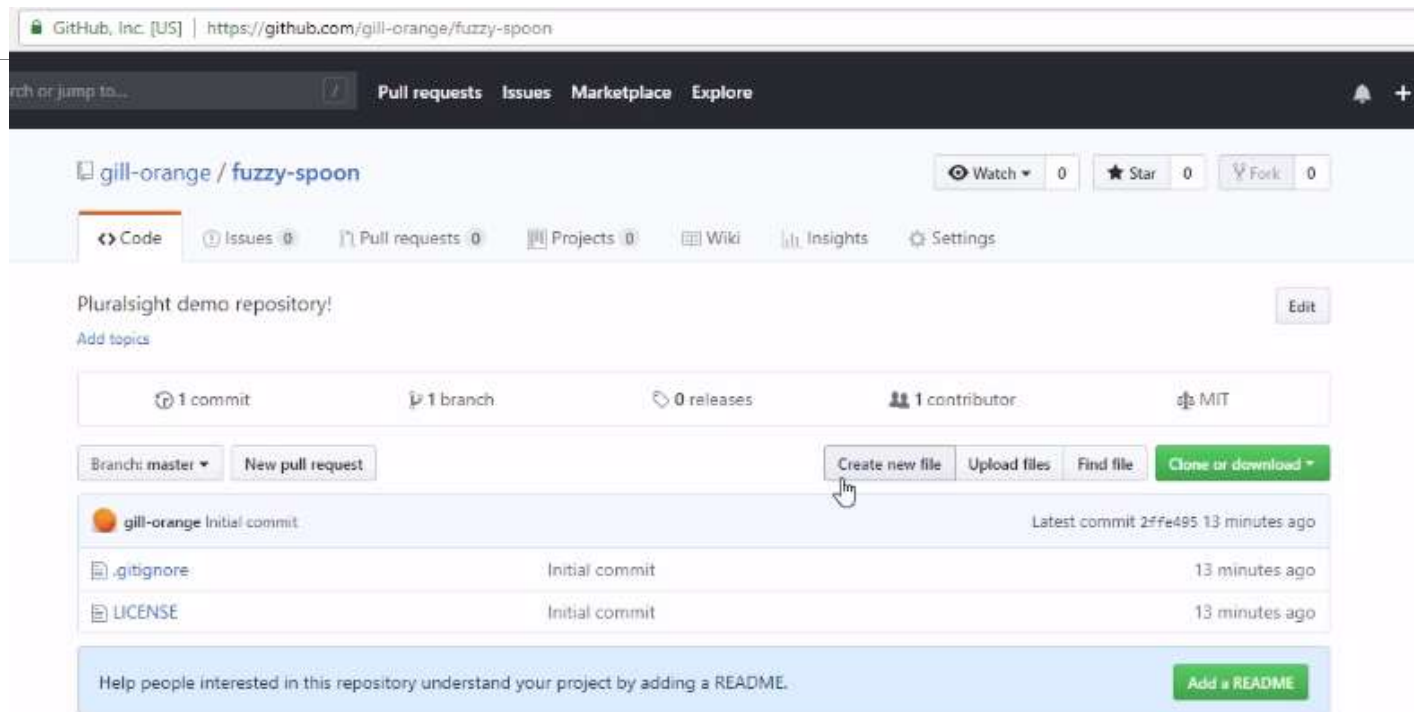 GitHub, Inc. [US] | https://github.com/gill-orange/fuzzy-spoon
rch or jump to... / Pull requests Issues Marketplace Explore +
gill-orange / fuzzy-spoon Watch 0 Star 0 Fork 0
Code Issues 0 Pull requests 0 Projects 0 Wiki Insights Settings
Pluralsight demo repository! Edit
Add topics
1 commit 1 branch 0 releases 1 contributor MIT
Branch: master New pull request Create new file Upload files Find file Clone or download
gill-orange Initial commit Latest commit 2ffe495 13 minutes ago
.gitignore Initial commit 13 minutes ago
LICENSE Initial commit 13 minutes ago
Help people interested in this repository understand your project by adding a README. Add a README